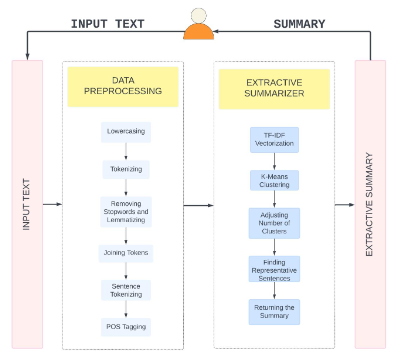 INPUT TEXT
SUMMARY
INPUT TEXT
DATA
PREPROCESSING
Lowercasing
Tokenizing
Removing
Stopwords and
Lemmatizing
Joining Tokens
Sentence
Tokenizing
POS Tagging
EXTRACTIVE
SUMMARIZER
TF-IDF
Vectorization
K-Means
Clustering
Adjusting
Number of
Clusters
Finding
Representative
Sentences
Returning the
Summary
EXTRACTIVE SUMMARY